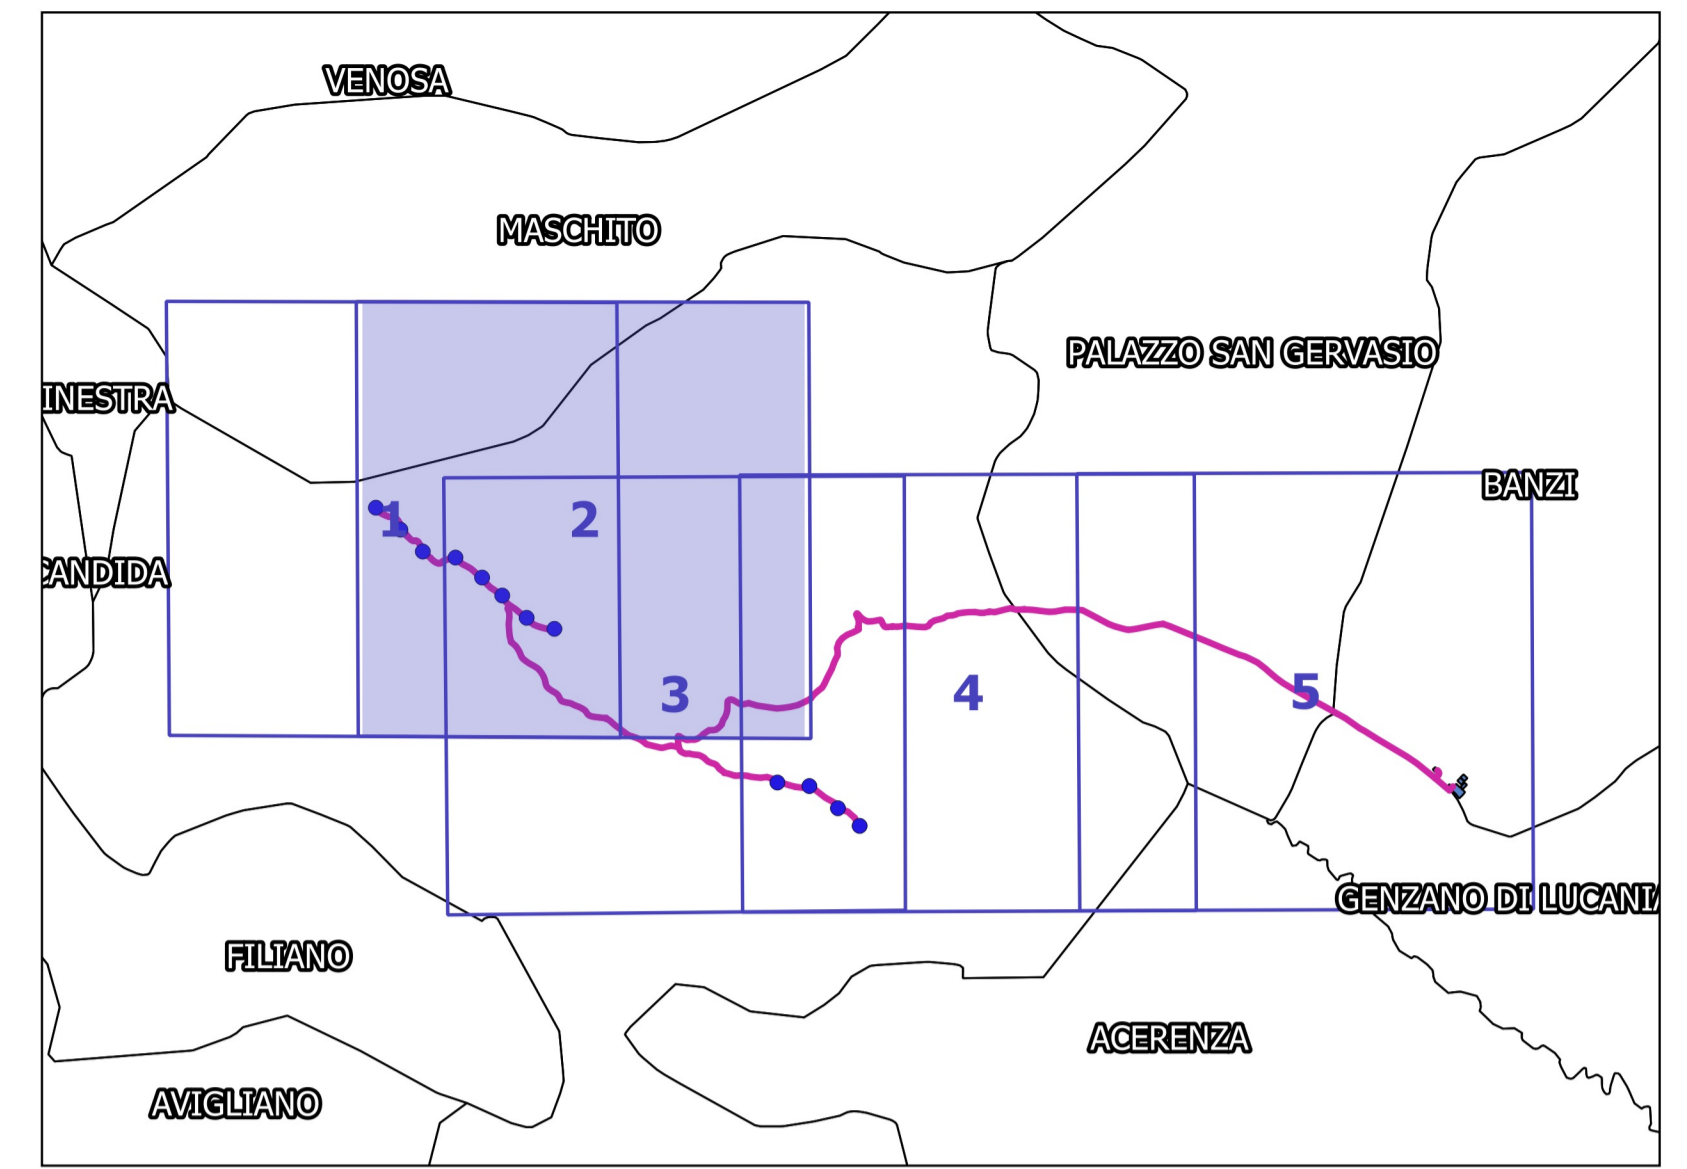 VENOSA
MASCHITO
PALAZZO SAN GERVASIO
INESTRA
BANZI
1
2
CANDIDA
3
4
5
GENZANO DI LUCANIA
FILIANO
ACERENZA
AVIGLIANO